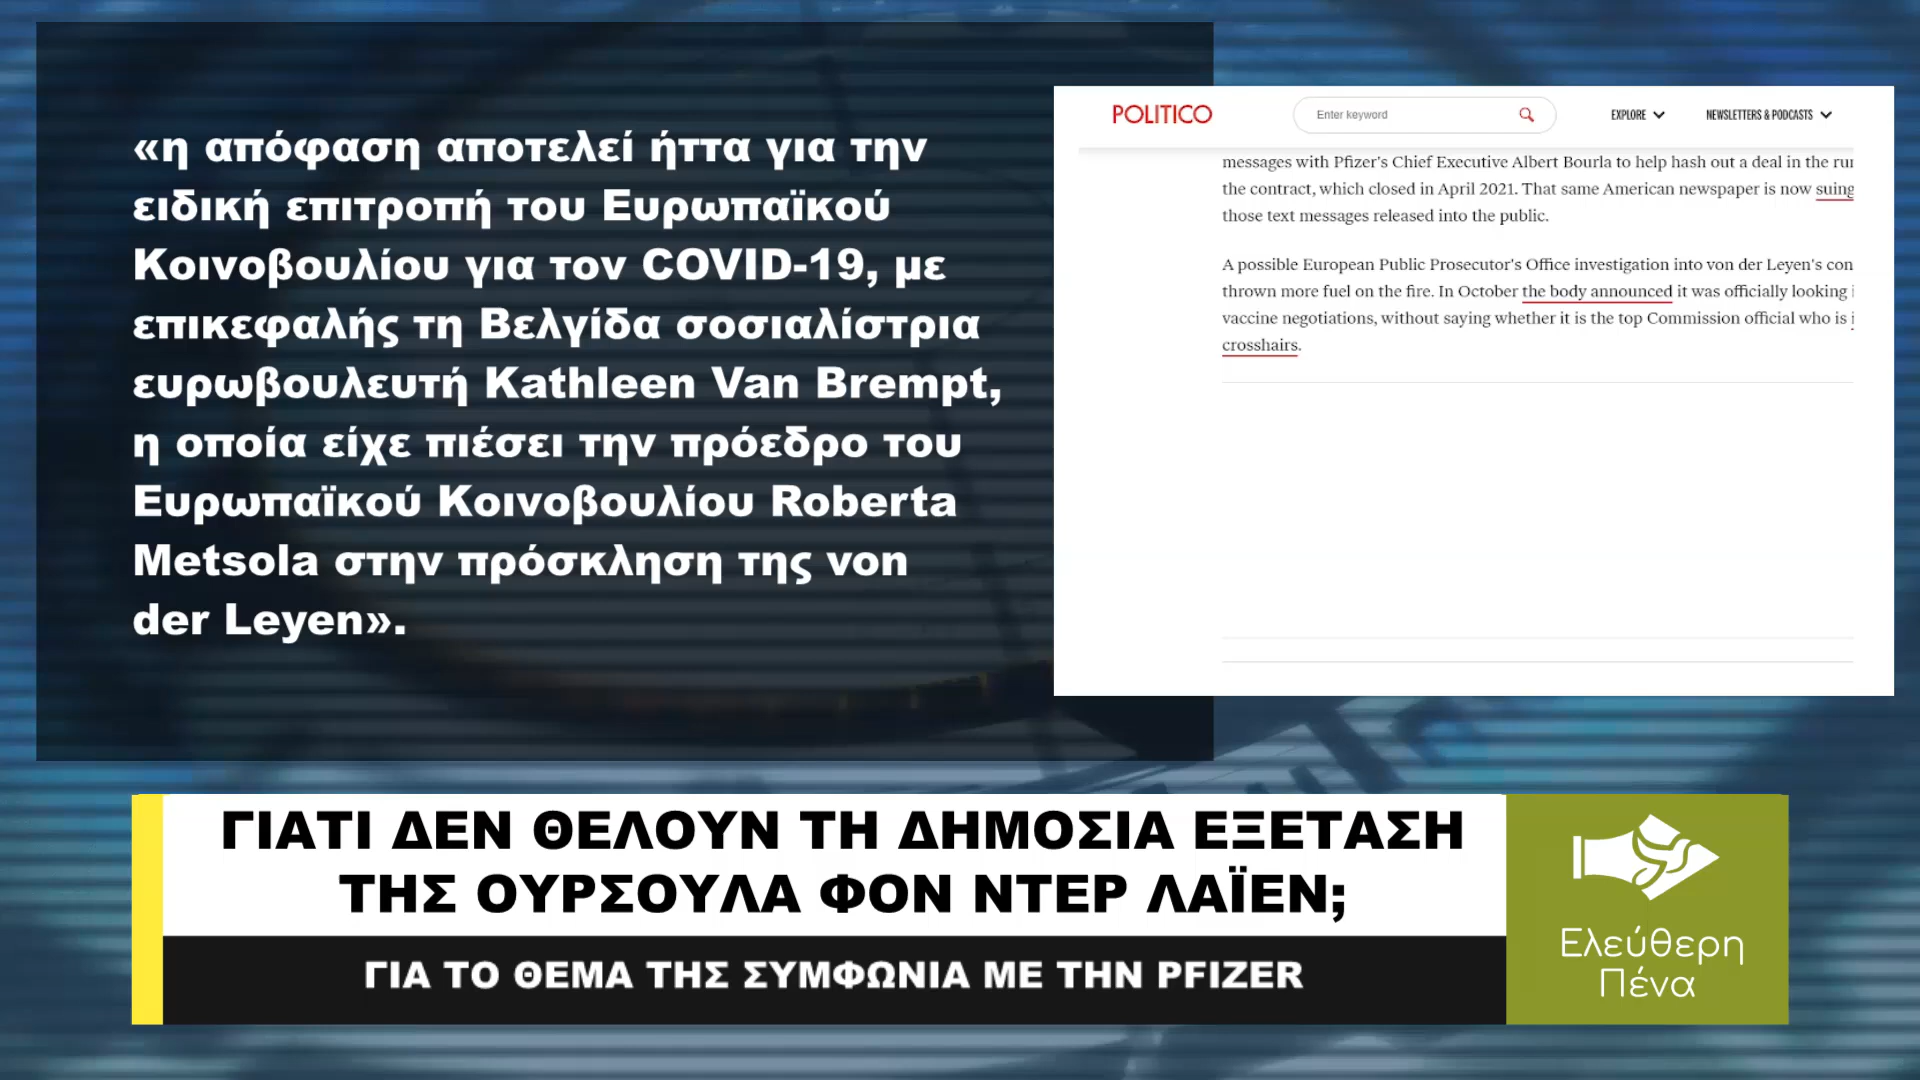 «η απόφαση αποτελεί ήττα για την
ειδική επιτροπή του Ευρωπαϊκού
Κοινοβουλίου για τον COVID-19, με
επικεφαλής τη Βελγίδα σοσιαλίστρια
ευρωβουλευτή Kathleen Van Brempt,
η οποία είχε πιέσει την πρόεδρο του
Ευρωπαϊκού Κοινοβουλίου Roberta
Metsola στην πρόσκληση της von
der Leyen».
POLITICO
Enter keyword
EXPLORE
NEWSLETTERS & PODCASTS
messages with Pfizer's Chief Executive Albert Bourla to help hash out a deal in the
the contract, which closed in April 2021. That same American newspaper is now suing
those text messages released into the public.
A possible European Public Prosecutor's Office investigation into von der Leyen's
thrown more fuel on the fire. In October the body announced it was officially looking
vaccine negotiations, without saying whether it is the top Commission official who is
crosshairs.
ΓΙΑΤΙ ΔΕΝ ΘΕΛΟΥΝ ΤΗ ΔΗΜΟΣΙΑ ΕΞΕΤΑΣΗ
ΤΗΣ ΟΥΡΣΟΥΛΑ ΦΟΝ ΝΤΕΡ ΛΑΪΕΝ;
ΓΙΑ ΤΟ ΘΕΜΑ ΤΗΣ ΣΥΜΦΩΝΙΑ ΜΕ ΤΗΝ PFIZER
Ελεύθερη
Πένα